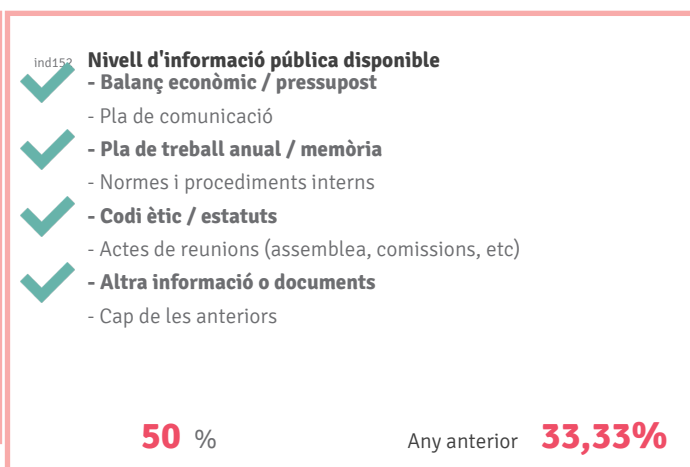 ind152 Nivell d'informació pública disponible
- Balanç econòmic / pressupost
- Pla de comunicació
- Pla de treball anual / memòria
- Normes i procediments interns
- Codi ètic / estatuts
- Actes de reunions (assemblea, comissions, etc)
- Altra informació o documents
- Cap de les anteriors
50 % Any anterior 33,33%